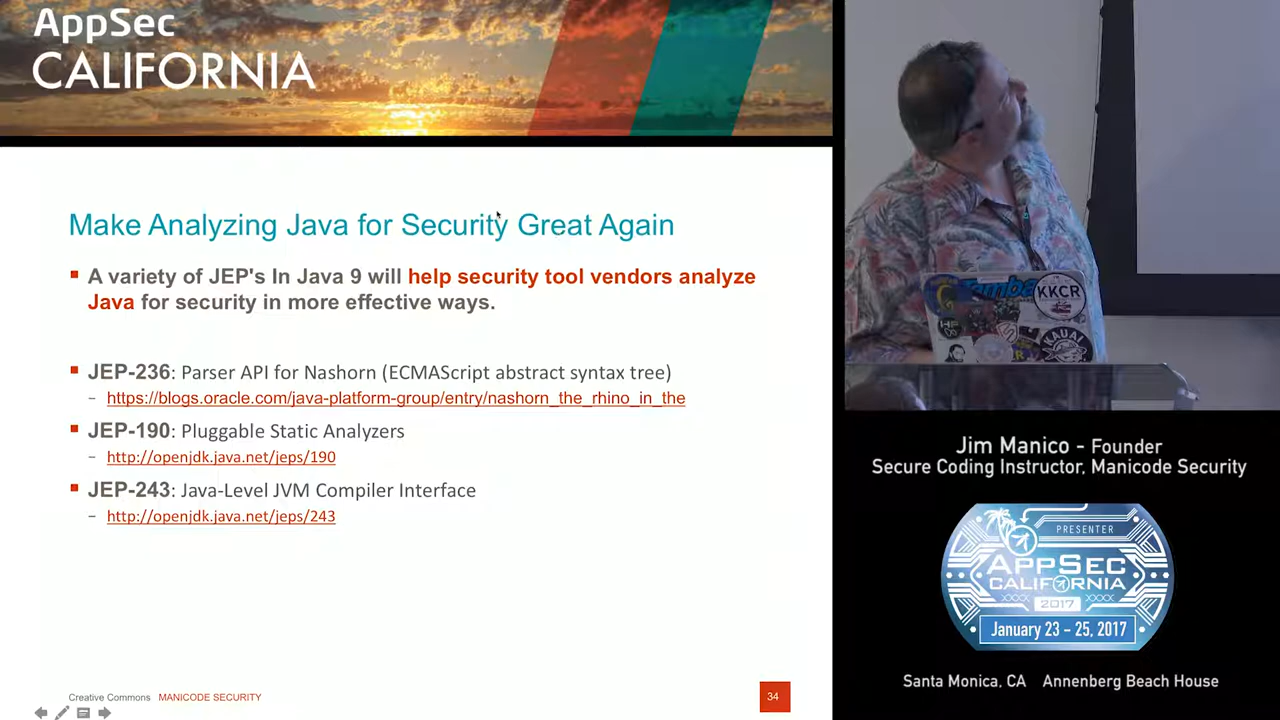 AppSec
CALIFORNIA
Make Analyzing Java for Security Great Again
A variety of JEP's In Java 9 will help security tool vendors analyze
Java for security in more effective ways.
JEP-236: Parser API for Nashorn (ECMAScript abstract syntax tree)
– https://blogs.oracle.com/java-platform-group/entry/nashorn_the_rhino_in_the
JEP-190: Pluggable Static Analyzers
– http://openjdk.java.net/jeps/190
JEP-243: Java-Level JVM Compiler Interface
– http://openjdk.java.net/jeps/243
Creative Commons MANICODE SECURITY
34
KKCR
KAUAI
Jim Manico - Founder
Secure Coding Instructor, Manicode Security
PRESENTER
APPSEC
CALIFORNIA
2017
January 23 - 25, 2017
Santa Monica, CA Annenberg Beach House